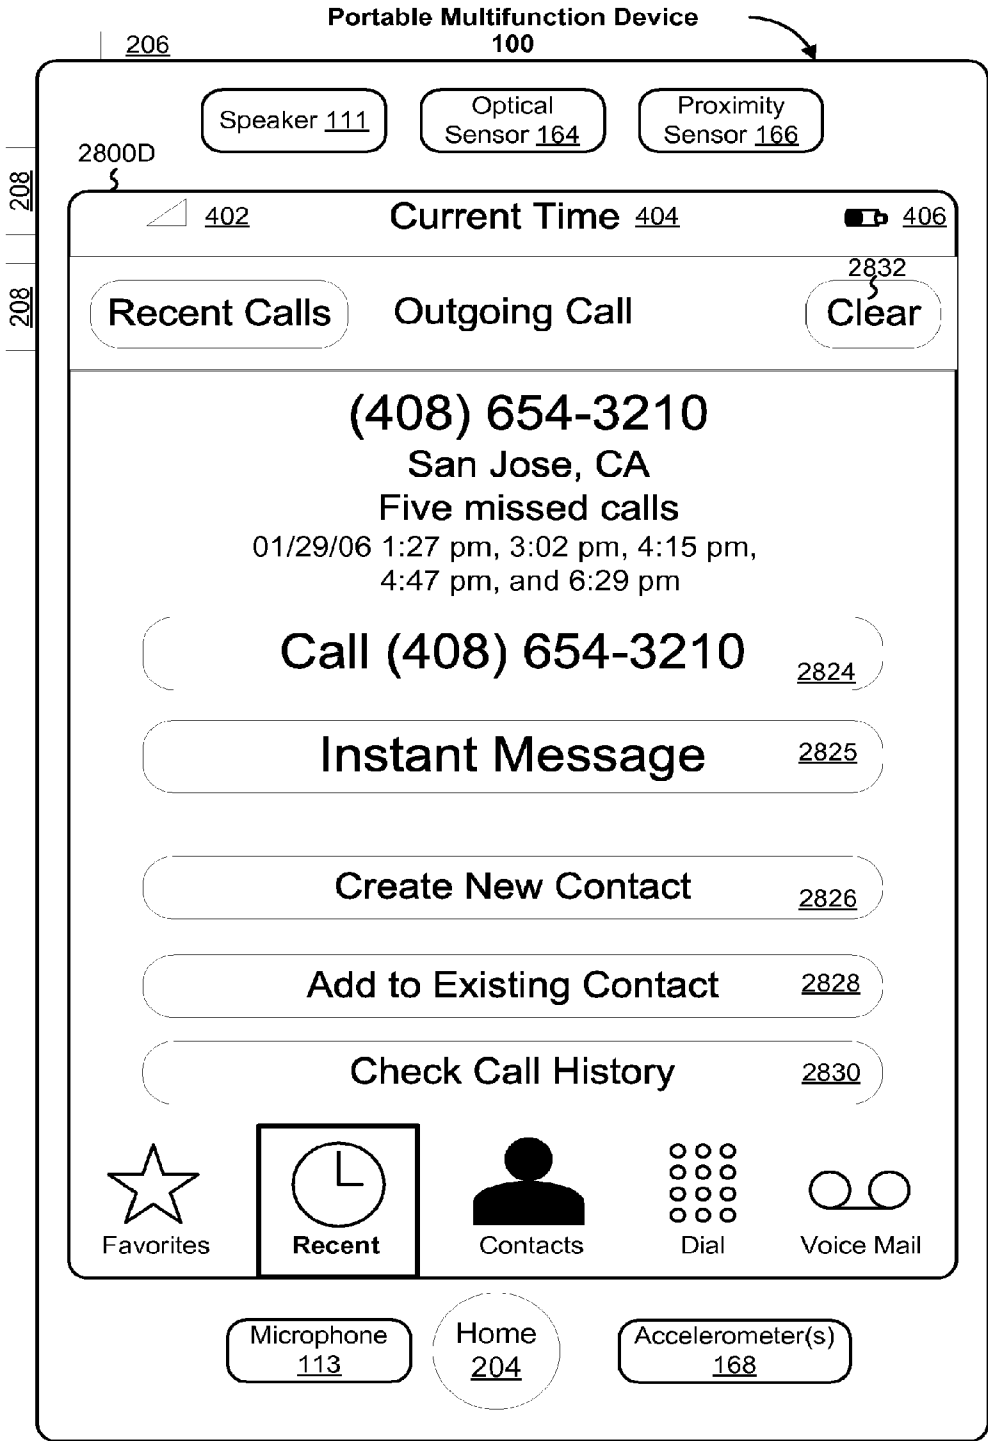 Portable Multifunction Device
100
206
Speaker 111
Optical
Sensor 164
Proximity
Sensor 166
2800D
208
402
Current Time 404
406
208
2832
Recent Calls
Outgoing Call
Clear
(408) 654-3210
San Jose, CA
Five missed calls
01/29/06 1:27 pm, 3:02 pm, 4:15 pm,
4:47 pm, and 6:29 pm
Call (408) 654-3210
2824
Instant Message
2825
Create New Contact
2826
Add to Existing Contact
2828
Check Call History
2830
Favorites
Recent
Contacts
Dial
Voice Mail
Microphone
113
Home
204
Accelerometer(s)
168